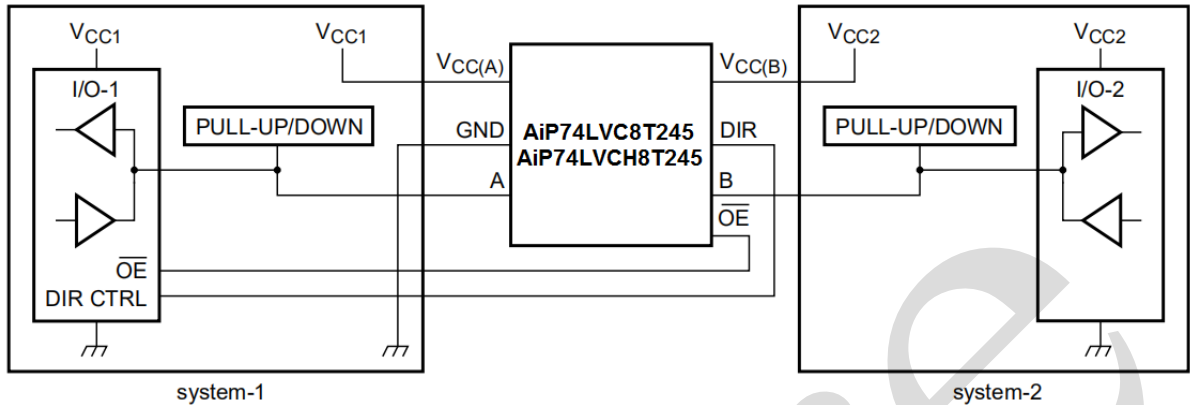 VCC1
VCC1
VCC2
VCC2
I/O-1
VCC(A)
VCC(B)
I/O-2
PULL-UP/DOWN
GND
AiP74LVC8T245
AiP74LVCH8T245
DIR
PULL-UP/DOWN
A
B
OE
OE
DIR CTRL
system-1
system-2